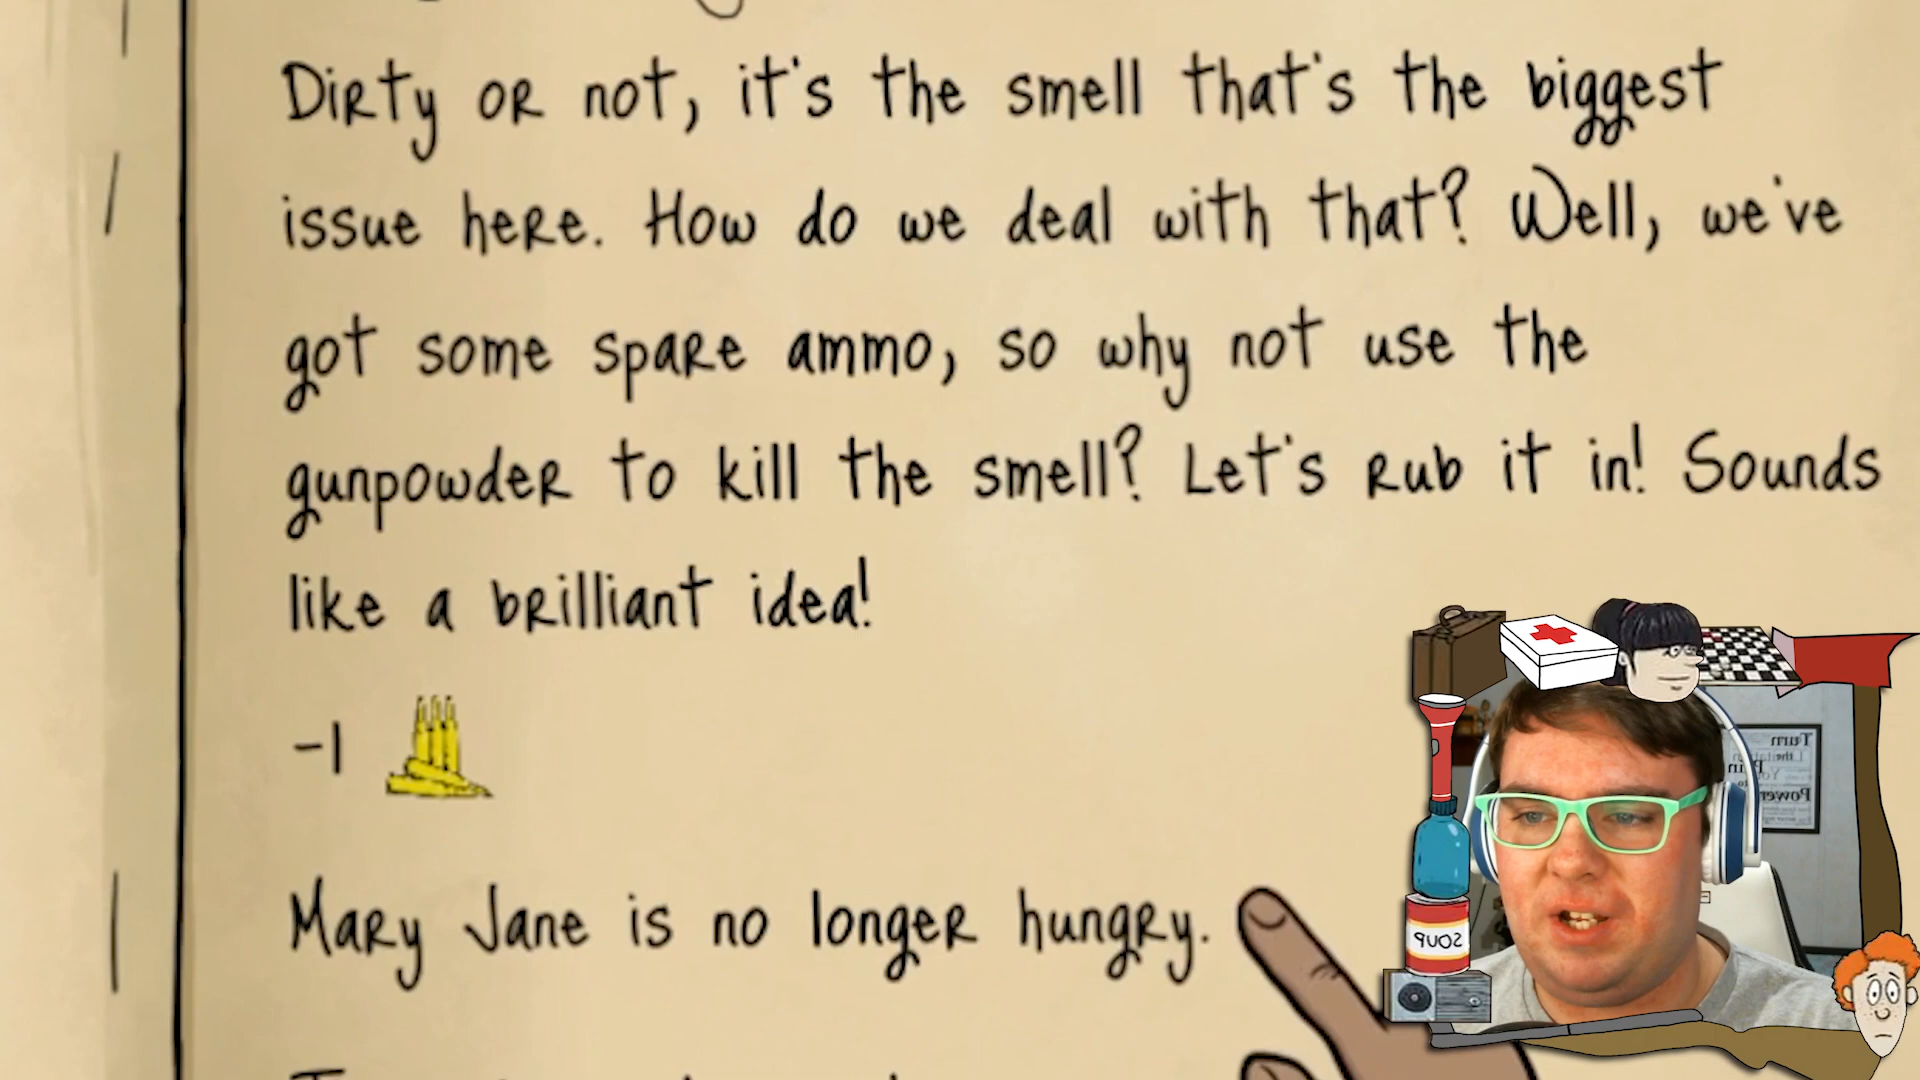 Dirty or not, it's the smell that's the biggest
issue here. How do we deal with that? Well, we've
got some spare ammo, so why not use the
gunpowder to kill the smell? Let's rub it in! Sounds
like a brilliant idea!
-1
Mary Jane is no longer hungry.
SOUP
Turn
Power